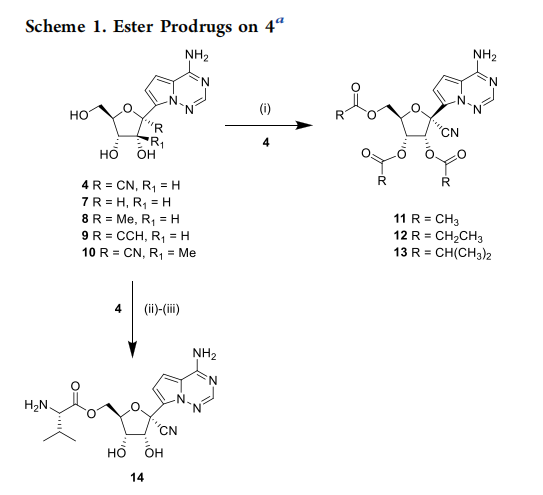 Scheme 1. Ester Prodrugs on 4a
NH2
N
N
N
HO
O
R
R1
HO OH
4 R = CN, R1 = H
7 R = H, R1 = H
8 R = Me, R1 = H
9 R = CCH, R1 = H
10 R = CN, R1 = Me
(i)
4
NH2
N
N
N
O
R
O
O
CN
O
O
O
O
R
R
11 R = CH3
12 R = CH2CH3
13 R = CH(CH3)2
4 (ii)-(iii)
NH2
N
N
N
O
H2N
O
O
CN
HO OH
14